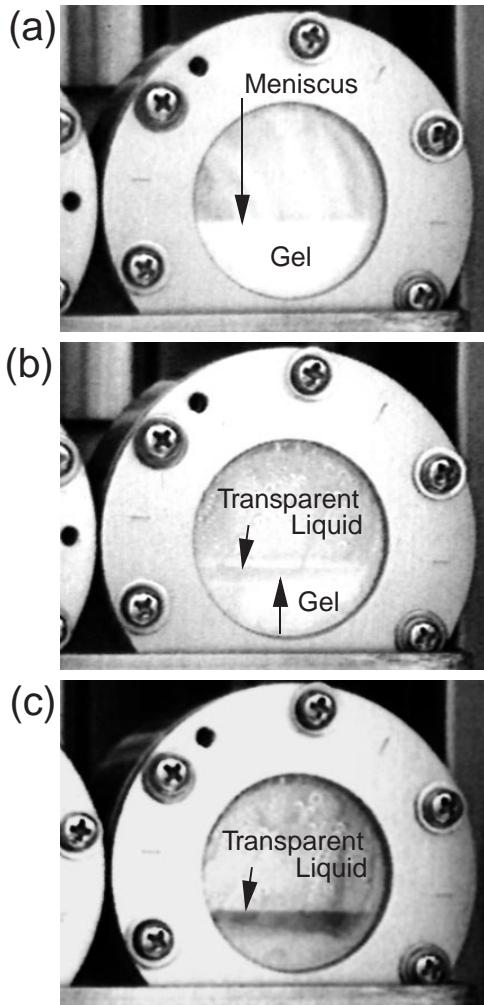 (a)
Meniscus
Gel
(b)
Transparent
Liquid
Gel
(c)
Transparent
Liquid